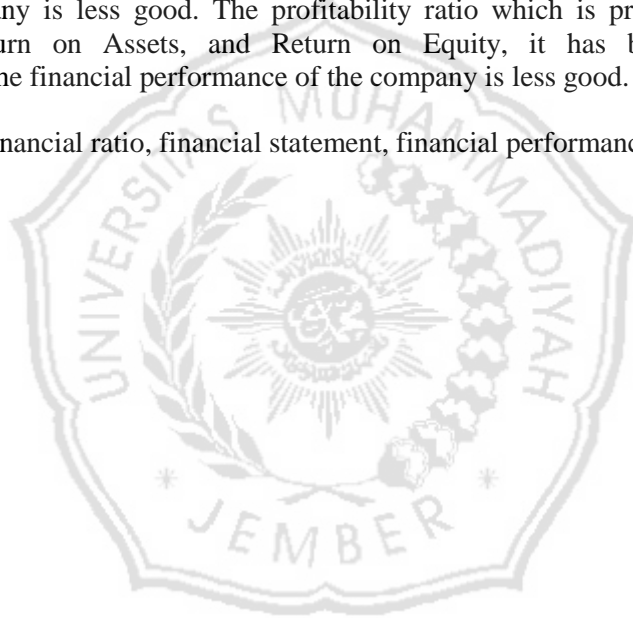 any is less good. The profitability ratio which is pr
urn on Assets, and Return on Equity, it has b
he financial performance of the company is less good.
nancial ratio, financial statement, financial performanc
UNIVERSITAS MUHAMMADIYAH
JEMBER